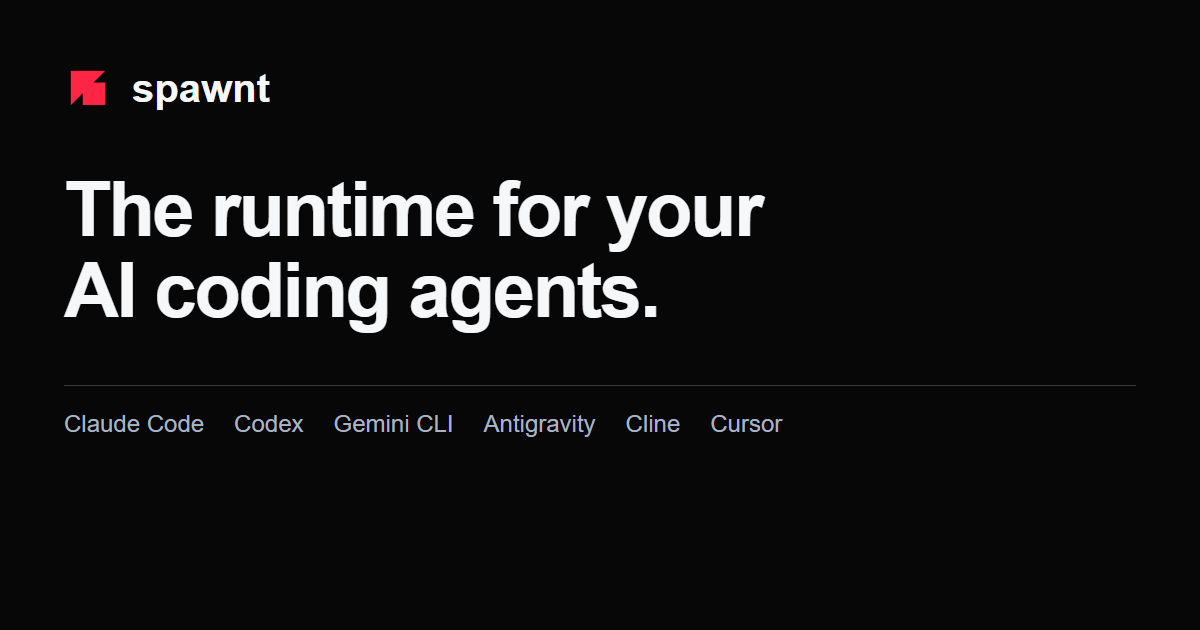 spawnt
The runtime for your
AI coding agents.
Claude Code Codex Gemini CLI Antigravity Cline Cursor